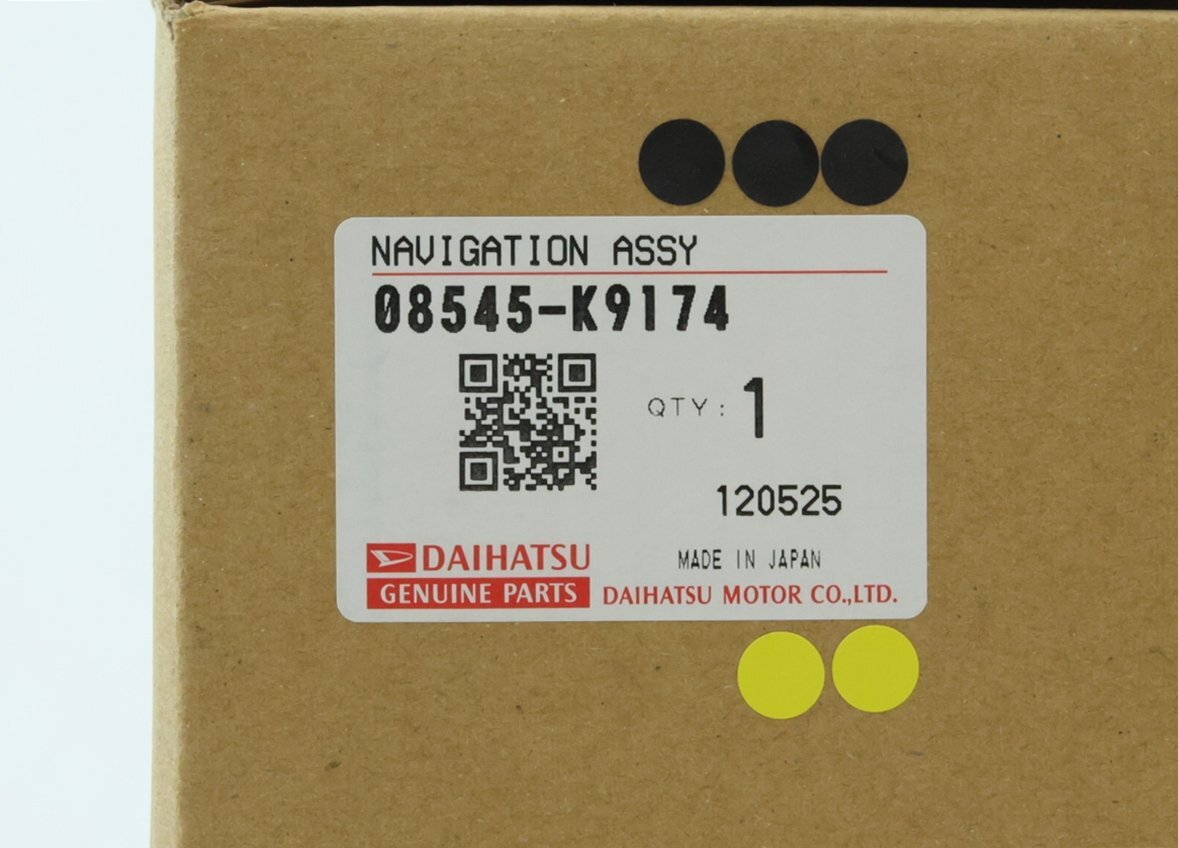 NAVIGATION ASSY
08545-K9174
QTY: 1
120525
DAIHATSU
GENUINE PARTS
MADE IN JAPAN
DAIHATSU MOTOR CO.,LTD.